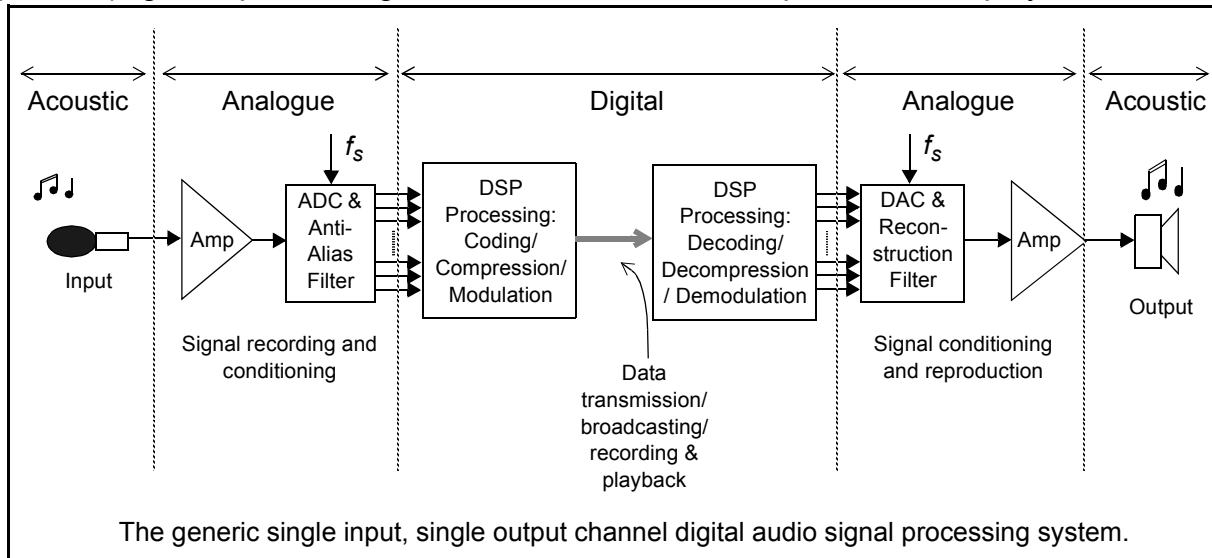 Acoustic
Analogue
Digital
Analogue
Acoustic
fs
fs
Input
Amp
ADC &
Anti-
Alias
Filter
DSP
Processing:
Coding/
Compression/
Modulation
DSP
Processing:
Decoding/
Decompression
/ Demodulation
DAC &
Recon-
struction
Filter
Amp
Output
Signal recording and
conditioning
Data
transmission/
broadcasting/
recording &
playback
Signal conditioning
and reproduction
The generic single input, single output channel digital audio signal processing system.